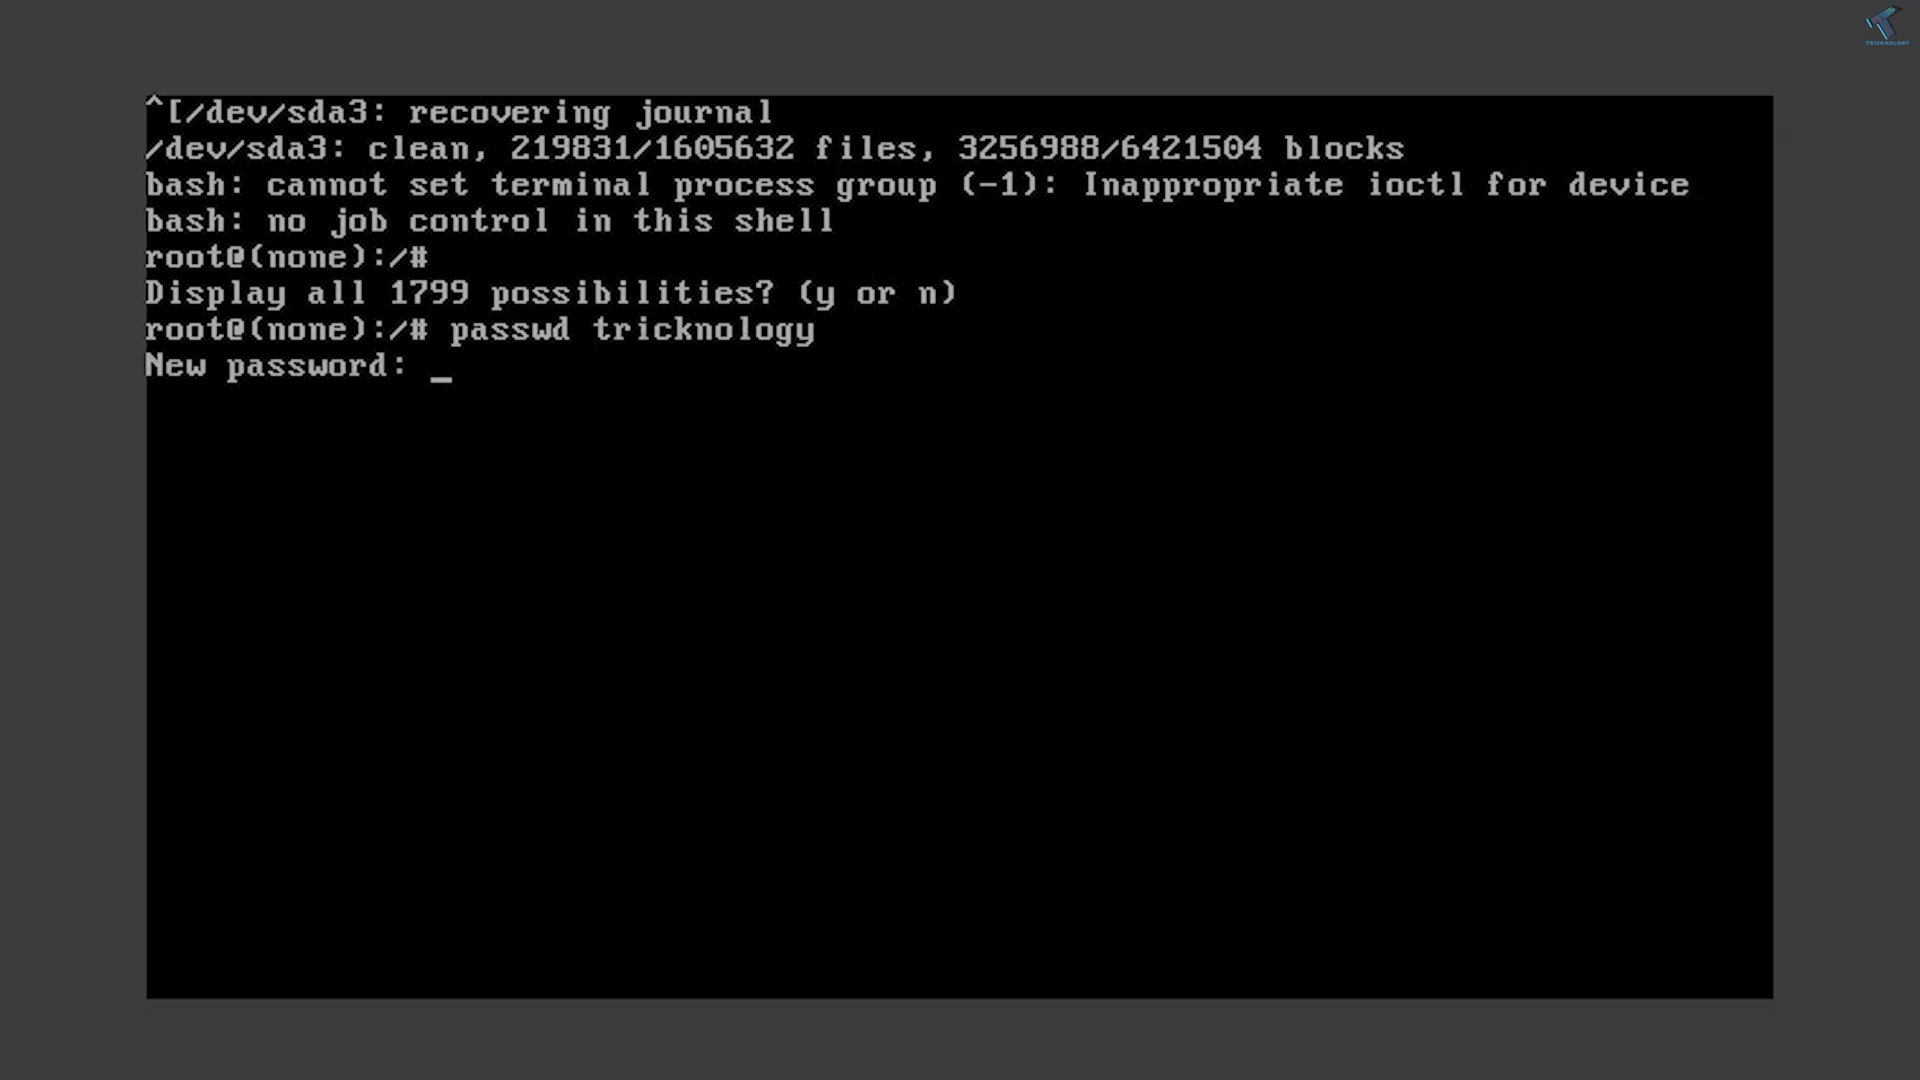 TRICKNOLOGY
^[/dev/sda3: recovering journal
/dev/sda3: clean, 219831/1605632 files, 3256988/6421504 blocks
bash: cannot set terminal process group (-1): Inappropriate ioctl for device
bash: no job control in this shell
root@(none):/#
Display all 1799 possibilities? (y or n)
root@(none):/# passwd tricknology
New password: _